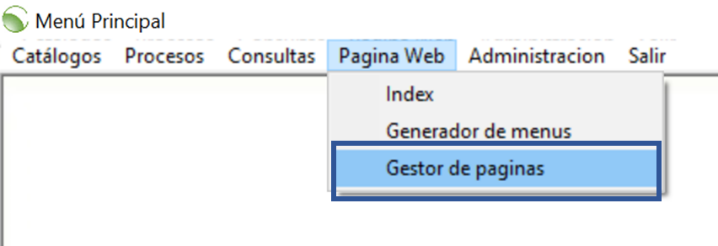 Menú Principal
Catálogos Procesos Consultas Pagina Web Administracion Salir
Index
Generador de menus
Gestor de paginas